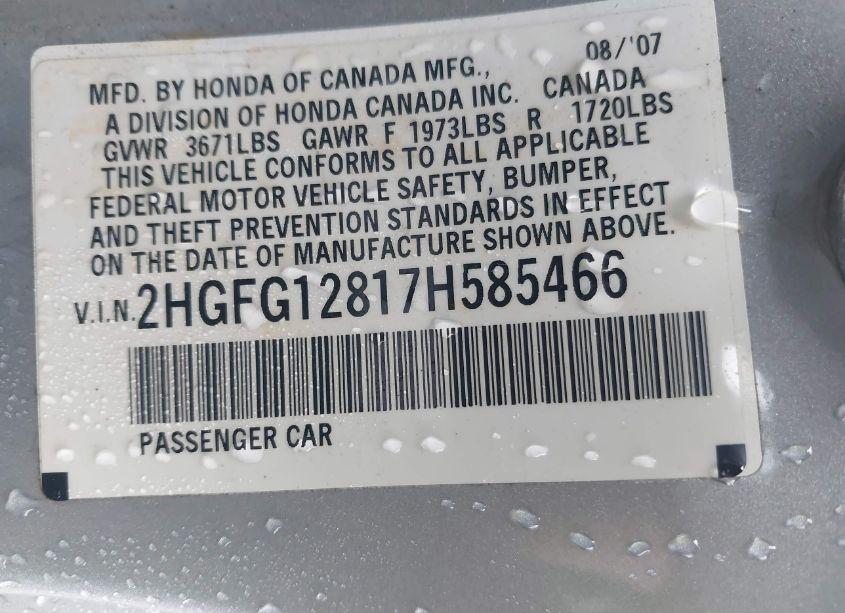 08/'07
MFD. BY HONDA OF CANADA MFG.,
A DIVISION OF HONDA CANADA INC. CANADA
GVWR 3671LBS GAWR F 1973LBS R 1720LBS
THIS VEHICLE CONFORMS TO ALL APPLICABLE
FEDERAL MOTOR VEHICLE SAFETY, BUMPER,
AND THEFT PREVENTION STANDARDS IN EFFECT
ON THE DATE OF MANUFACTURE SHOWN ABOVE.
V.I.N. 2HGFG12817H585466
PASSENGER CAR